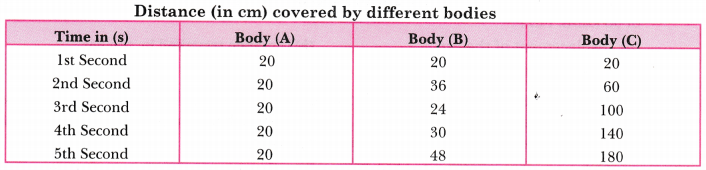 Distance (in cm) covered by different bodies
Time in (s) Body (A) Body (B) Body (C)
1st Second 20 20 20
2nd Second 20 36 60
3rd Second 20 24 100
4th Second 20 30 140
5th Second 20 48 180